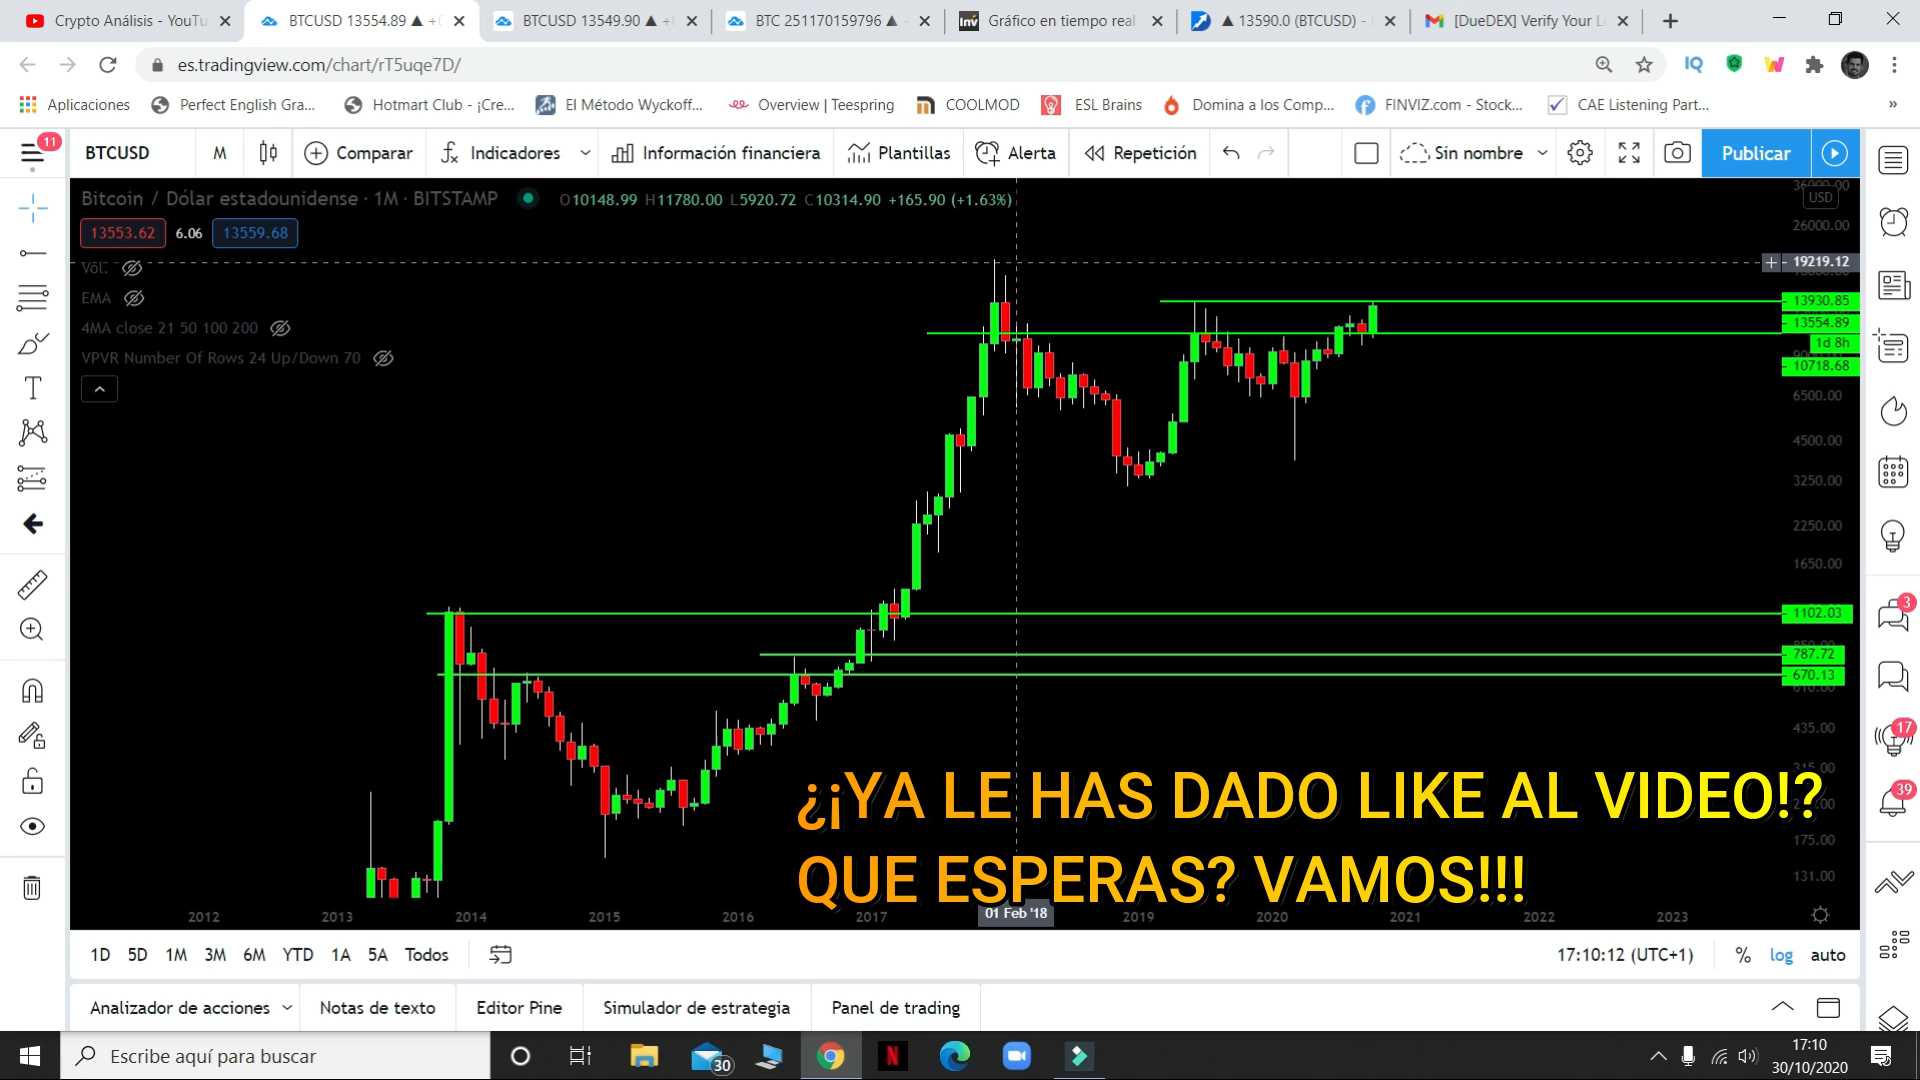 Crypto Análisis - YouTu
BTCUSD 13554.89 ▲ +
BTCUSD 13549.90 ▲ +
BTC 251170159796 ▲
Gráfico en tiempo real
▲ 13590.0 (BTCUSD) -
[DueDEX] Verify Your L
es.tradingview.com/chart/rT5uqe7D/
Aplicaciones
Perfect English Gra...
Hotmart Club - ¡Cre...
El Método Wyckoff...
Overview | Teespring
COOLMOD
ESL Brains
Domina a los Comp...
FINVIZ.com - Stock...
CAE Listening Part...
»
11
BTCUSD
M
Comparar
Indicadores
Información financiera
Plantillas
Alerta
Repetición
Sin nombre
Publicar
Bitcoin / Dólar estadounidense · 1M · BITSTAMP
O10148.99 H11780.00 L5920.72 C10314.90 +165.90 (+1.63%)
13553.62 6.06 13559.68
Vol.
EMA
4MA close 21 50 100 200
VPVR Number Of Rows 24 Up/Down 70
36000.00
USD
26000.00
19219.12
13930.85
13554.89
1d 8h
10718.68
6500.00
4500.00
3250.00
2250.00
1650.00
1102.03
787.72
670.13
435.00
315.00
175.00
131.00
¿¡YA LE HAS DADO LIKE AL VIDEO!?
QUE ESPERAS? VAMOS!!!
2012 2013 2014 2015 2016 2017 01 Feb '18 2019 2020 2021 2022 2023
3
17
39
1D 5D 1M 3M 6M YTD 1A 5A Todos
17:10:12 (UTC+1) % log auto
Analizador de acciones
Notas de texto
Editor Pine
Simulador de estrategia
Panel de trading
Escribe aquí para buscar
30
17:10
30/10/2020